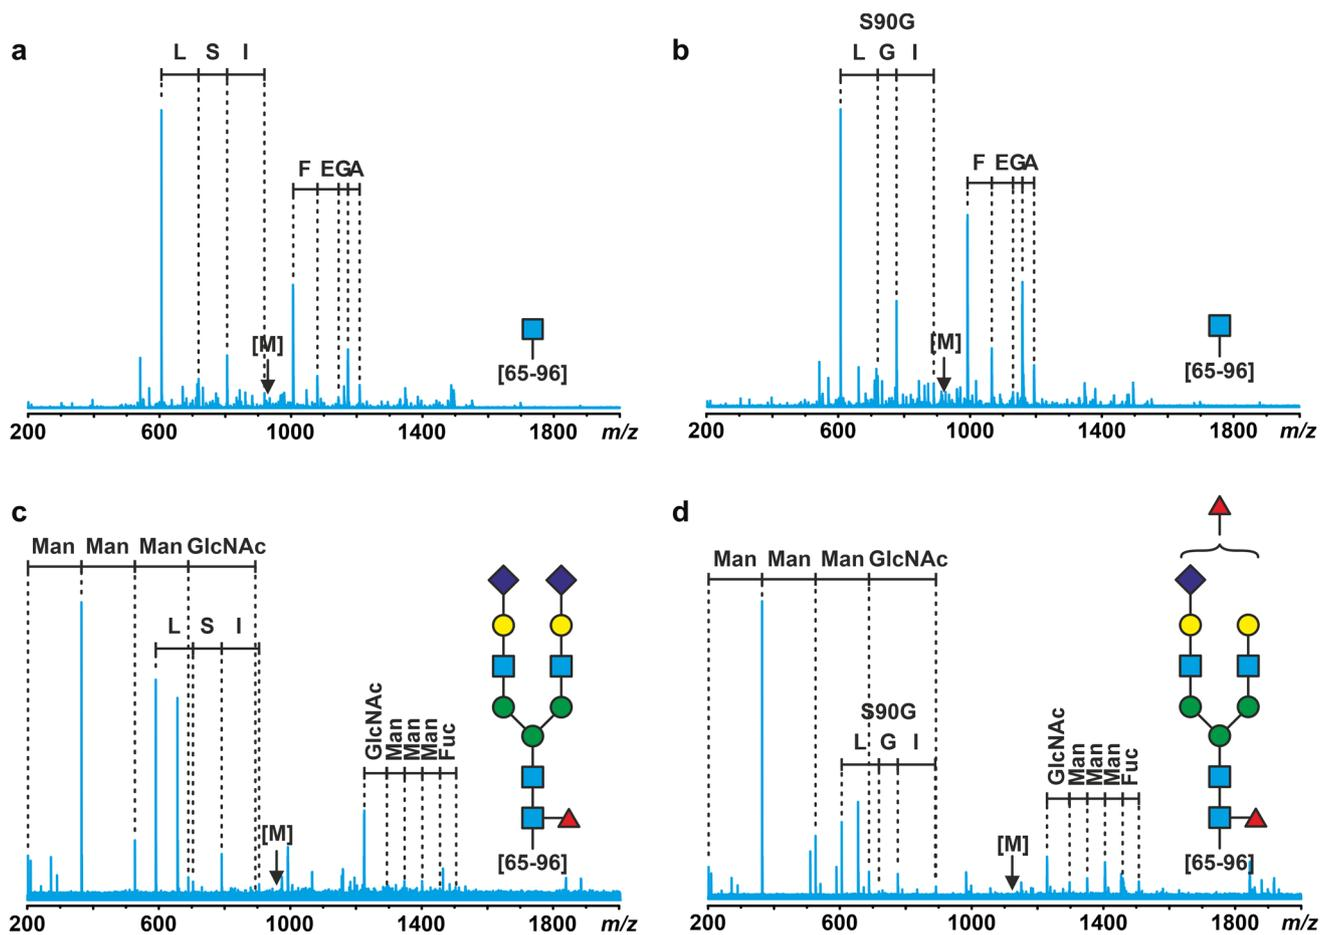 a
L S I
F EGA
[M]
[65-96]
200 600 1000 1400 1800 m/z
b
S90G
L G I
F EGA
[M]
[65-96]
200 600 1000 1400 1800 m/z
c
Man Man Man GlcNAc
L S I
GlcNAc
Man
Man
Man
Fuc
[M]
[65-96]
200 600 1000 1400 1800 m/z
d
Man Man Man GlcNAc
S90G
L G I
GlcNAc
Man
Man
Man
Fuc
[M]
[65-96]
200 600 1000 1400 1800 m/z